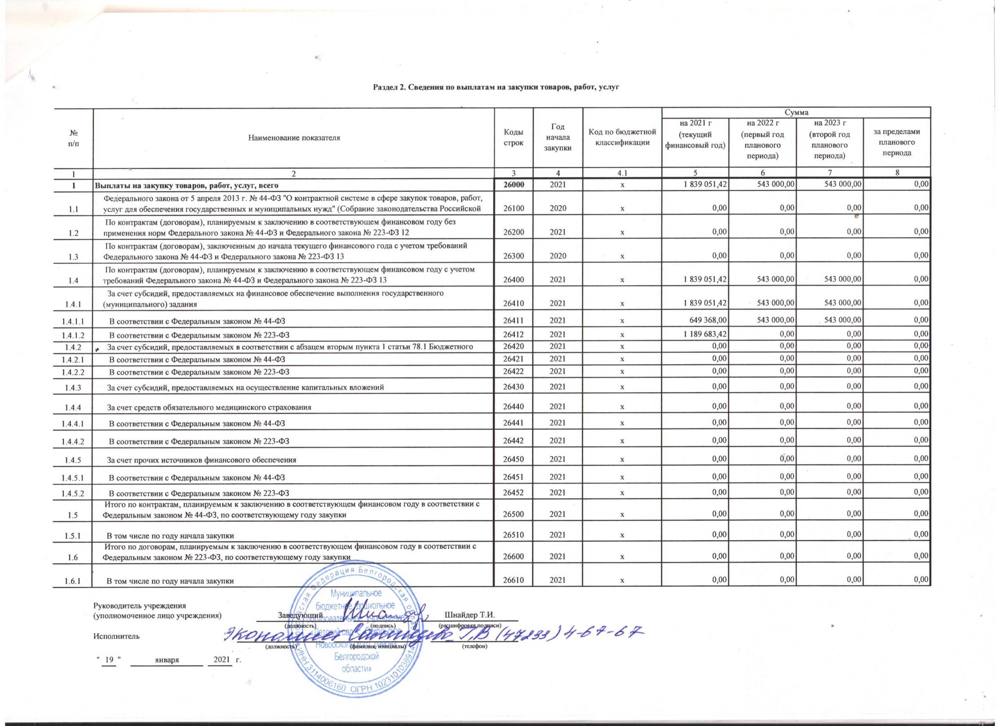 Раздел 2. Сведения по выплатам на закупки товаров, работ, услуг
№ п/п
Наименование показателя
Коды строк
Год начала закупки
Код по бюджетной классификации
Сумма
на 2021 г (текущий финансовый год)
на 2022 г (первый год планового периода)
на 2023 г (второй год планового периода)
за пределами планового периода
1 2 3 4 4.1 5 6 7 8
1 Выплаты на закупку товаров, работ, услуг, всего 26000 2021 х 1 839 051,42 543 000,00 543 000,00 0,00
Федерального закона от 5 апреля 2013 г. № 44-ФЗ "О контрактной системе в сфере закупок товаров, работ,
1.1 услуг для обеспечения государственных и муниципальных нужд" (Собрание законодательства Российской 26100 2020 х 0,00 0,00 0,00 0,00
По контрактам (договорам), планируемым к заключению в соответствующем финансовом году без
1.2 применения норм Федерального закона № 44-ФЗ и Федерального закона № 223-ФЗ 12 26200 2021 х 0,00 0,00 0,00 0,00
По контрактам (договорам), заключенным до начала текущего финансового года с учетом требований
1.3 Федерального закона № 44-ФЗ и Федерального закона № 223-ФЗ 13 26300 2020 х 0,00 0,00 0,00 0,00
По контрактам (договорам), планируемым к заключению в соответствующем финансовом году с учетом
1.4 требований Федерального закона № 44-ФЗ и Федерального закона № 223-ФЗ 13 26400 2021 х 1 839 051,42 543 000,00 543 000,00 0,00
За счет субсидий, предоставляемых на финансовое обеспечение выполнения государственного
1.4.1 (муниципального) задания 26410 2021 х 1 839 051,42 543 000,00 543 000,00 0,00
1.4.1.1 В соответствии с Федеральным законом № 44-ФЗ 26411 2021 х 649 368,00 543 000,00 543 000,00 0,00
1.4.1.2 В соответствии с Федеральным законом № 223-ФЗ 26412 2021 х 1 189 683,42 0,00 0,00 0,00
1.4.2 За счет субсидий, предоставляемых в соответствии с абзацем вторым пункта 1 статьи 78.1 Бюджетного 26420 2021 х 0,00 0,00 0,00 0,00
1.4.2.1 В соответствии с Федеральным законом № 44-ФЗ 26421 2021 х 0,00 0,00 0,00 0,00
1.4.2.2 В соответствии с Федеральным законом № 223-ФЗ 26422 2021 х 0,00 0,00 0,00 0,00
1.4.3 За счет субсидий, предоставляемых на осуществление капитальных вложений 26430 2021 х 0,00 0,00 0,00 0,00
1.4.4 За счет средств обязательного медицинского страхования 26440 2021 х 0,00 0,00 0,00 0,00
1.4.4.1 В соответствии с Федеральным законом № 44-ФЗ 26441 2021 х 0,00 0,00 0,00 0,00
1.4.4.2 В соответствии с Федеральным законом № 223-ФЗ 26442 2021 х 0,00 0,00 0,00 0,00
1.4.5 За счет прочих источников финансового обеспечения 26450 2021 х 0,00 0,00 0,00 0,00
1.4.5.1 В соответствии с Федеральным законом № 44-ФЗ 26451 2021 х 0,00 0,00 0,00 0,00
1.4.5.2 В соответствии с Федеральным законом № 223-ФЗ 26452 2021 х 0,00 0,00 0,00 0,00
Итого по контрактам, планируемым к заключению в соответствующем финансовом году в соответствии с
1.5 Федеральным законом № 44-ФЗ, по соответствующему году закупки 26500 2021 х 0,00 0,00 0,00 0,00
1.5.1 В том числе по году начала закупки 26510 2021 х 0,00 0,00 0,00 0,00
Итого по договорам, планируемым к заключению в соответствующем финансовом году в соответствии с
1.6 Федеральным законом № 223-ФЗ, по соответствующему году закупки 26600 2021 х 0,00 0,00 0,00 0,00
1.6.1 В том числе по году начала закупки 26610 2021 х 0,00 0,00 0,00 0,00
Руководитель учреждения
(уполномоченное лицо учреждения) Заведующий Шнайдер Т.И.
(должность) (подпись) (расшифровка подписи)
Исполнитель Экономист Т.В (47233) 4-67-67
(должность) (фамилия, инициалы) (телефон)
" 19 " января 2021 г.
Российская Федерация Белгородская область
Муниципальное
бюджетное дошкольное
образовательное учреждение
«Детский сад с.
Новооскольского района
Белгородской
области»
ИНН 3114006160 ОГРН 1023101036914